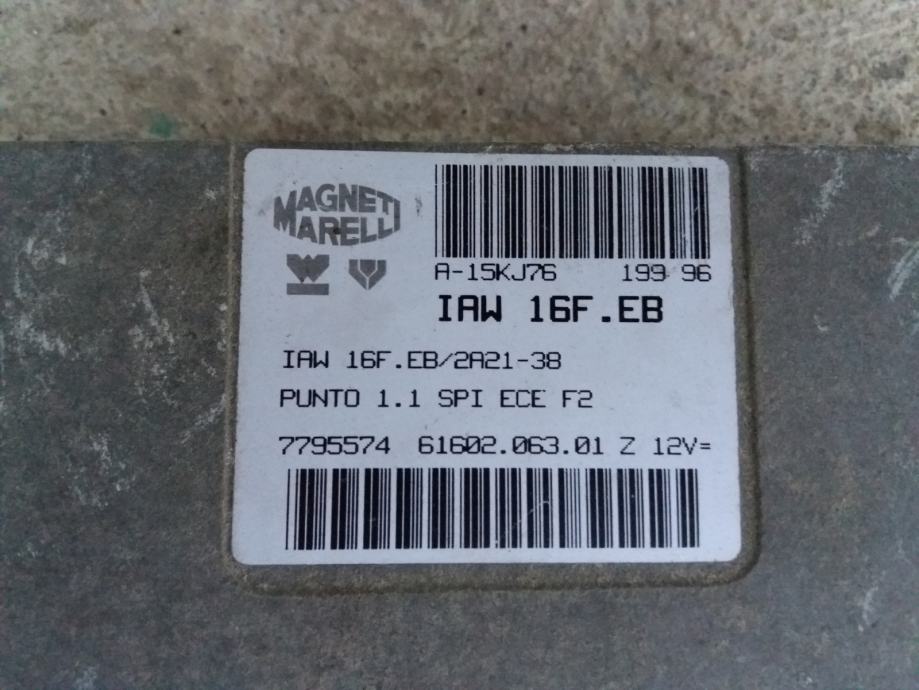 MAGNETI
MARELLI
A-15KJ76 199 96
IAW 16F.EB
IAW 16F.EB/2A21-38
PUNTO 1.1 SPI ECE F2
7795574 61602.063.01 Z 12V=